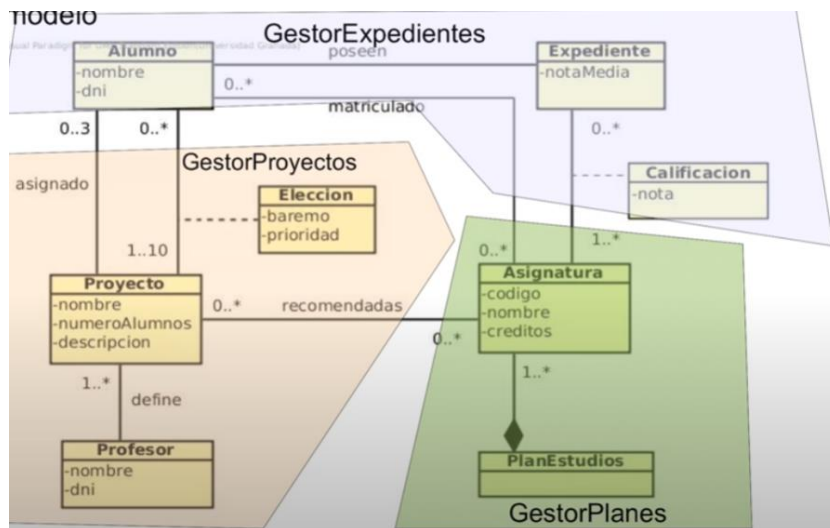 modelo
GestorExpedientes
Alumno
-nombre
-dni
poseen
Expediente
-notaMedia
0..*
matriculado
0..3
0..*
0..*
GestorProyectos
asignado
Calificacion
-nota
Eleccion
-baremo
-prioridad
1..10
0..*
1..*
Proyecto
-nombre
-numeroAlumnos
-descripcion
0..*
recomendadas
0..*
Asignatura
-codigo
-nombre
-creditos
1..*
define
1..*
Profesor
-nombre
-dni
PlanEstudios
GestorPlanes